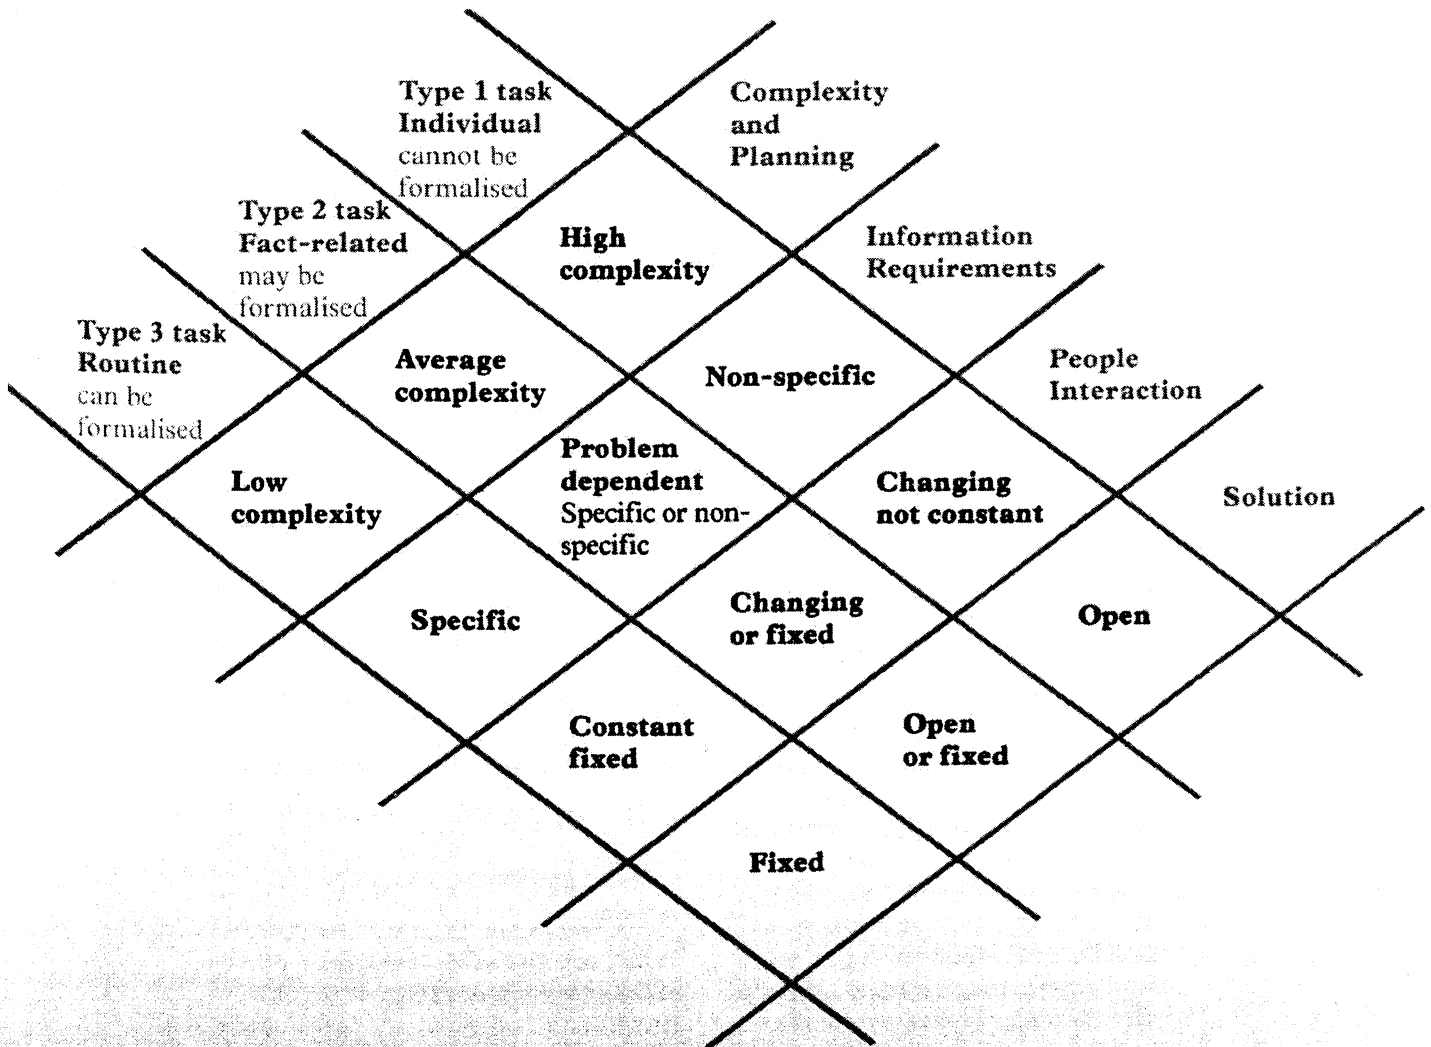 Type 1 task
Individual
cannot be
formalised
Complexity
and
Planning
Type 2 task
Fact-related
may be
formalised
High
complexity
Information
Requirements
Type 3 task
Routine
can be
formalised
Average
complexity
Non-specific
People
Interaction
Low
complexity
Problem
dependent
Specific or non-
specific
Changing
not constant
Solution
Specific
Changing
or fixed
Open
Constant
fixed
Open
or fixed
Fixed